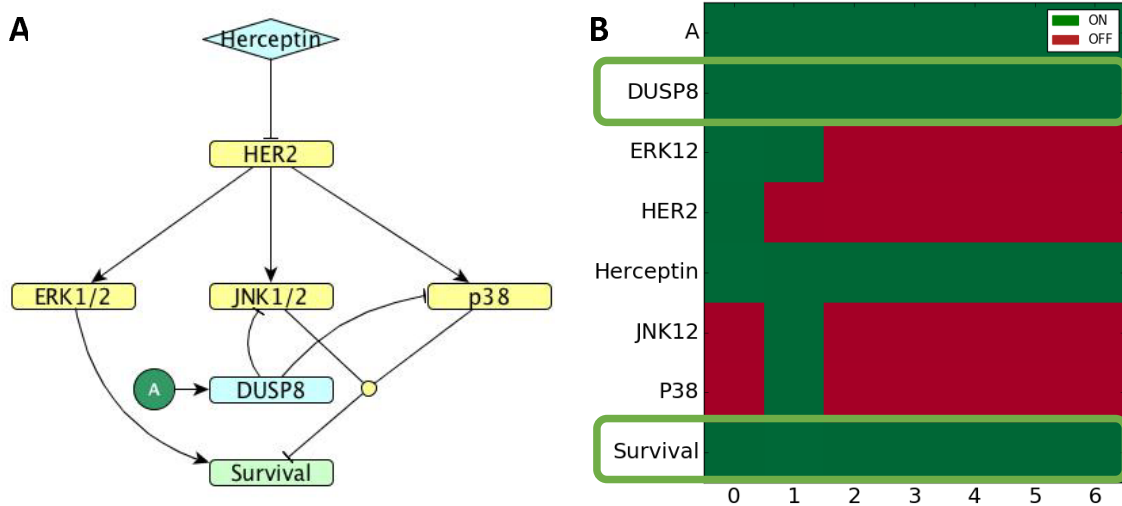 A
Herceptin
HER2
ERK1/2
JNK1/2
p38
A
DUSP8
Survival
B
ON
OFF
A
DUSP8
ERK12
HER2
Herceptin
JNK12
P38
Survival
0 1 2 3 4 5 6